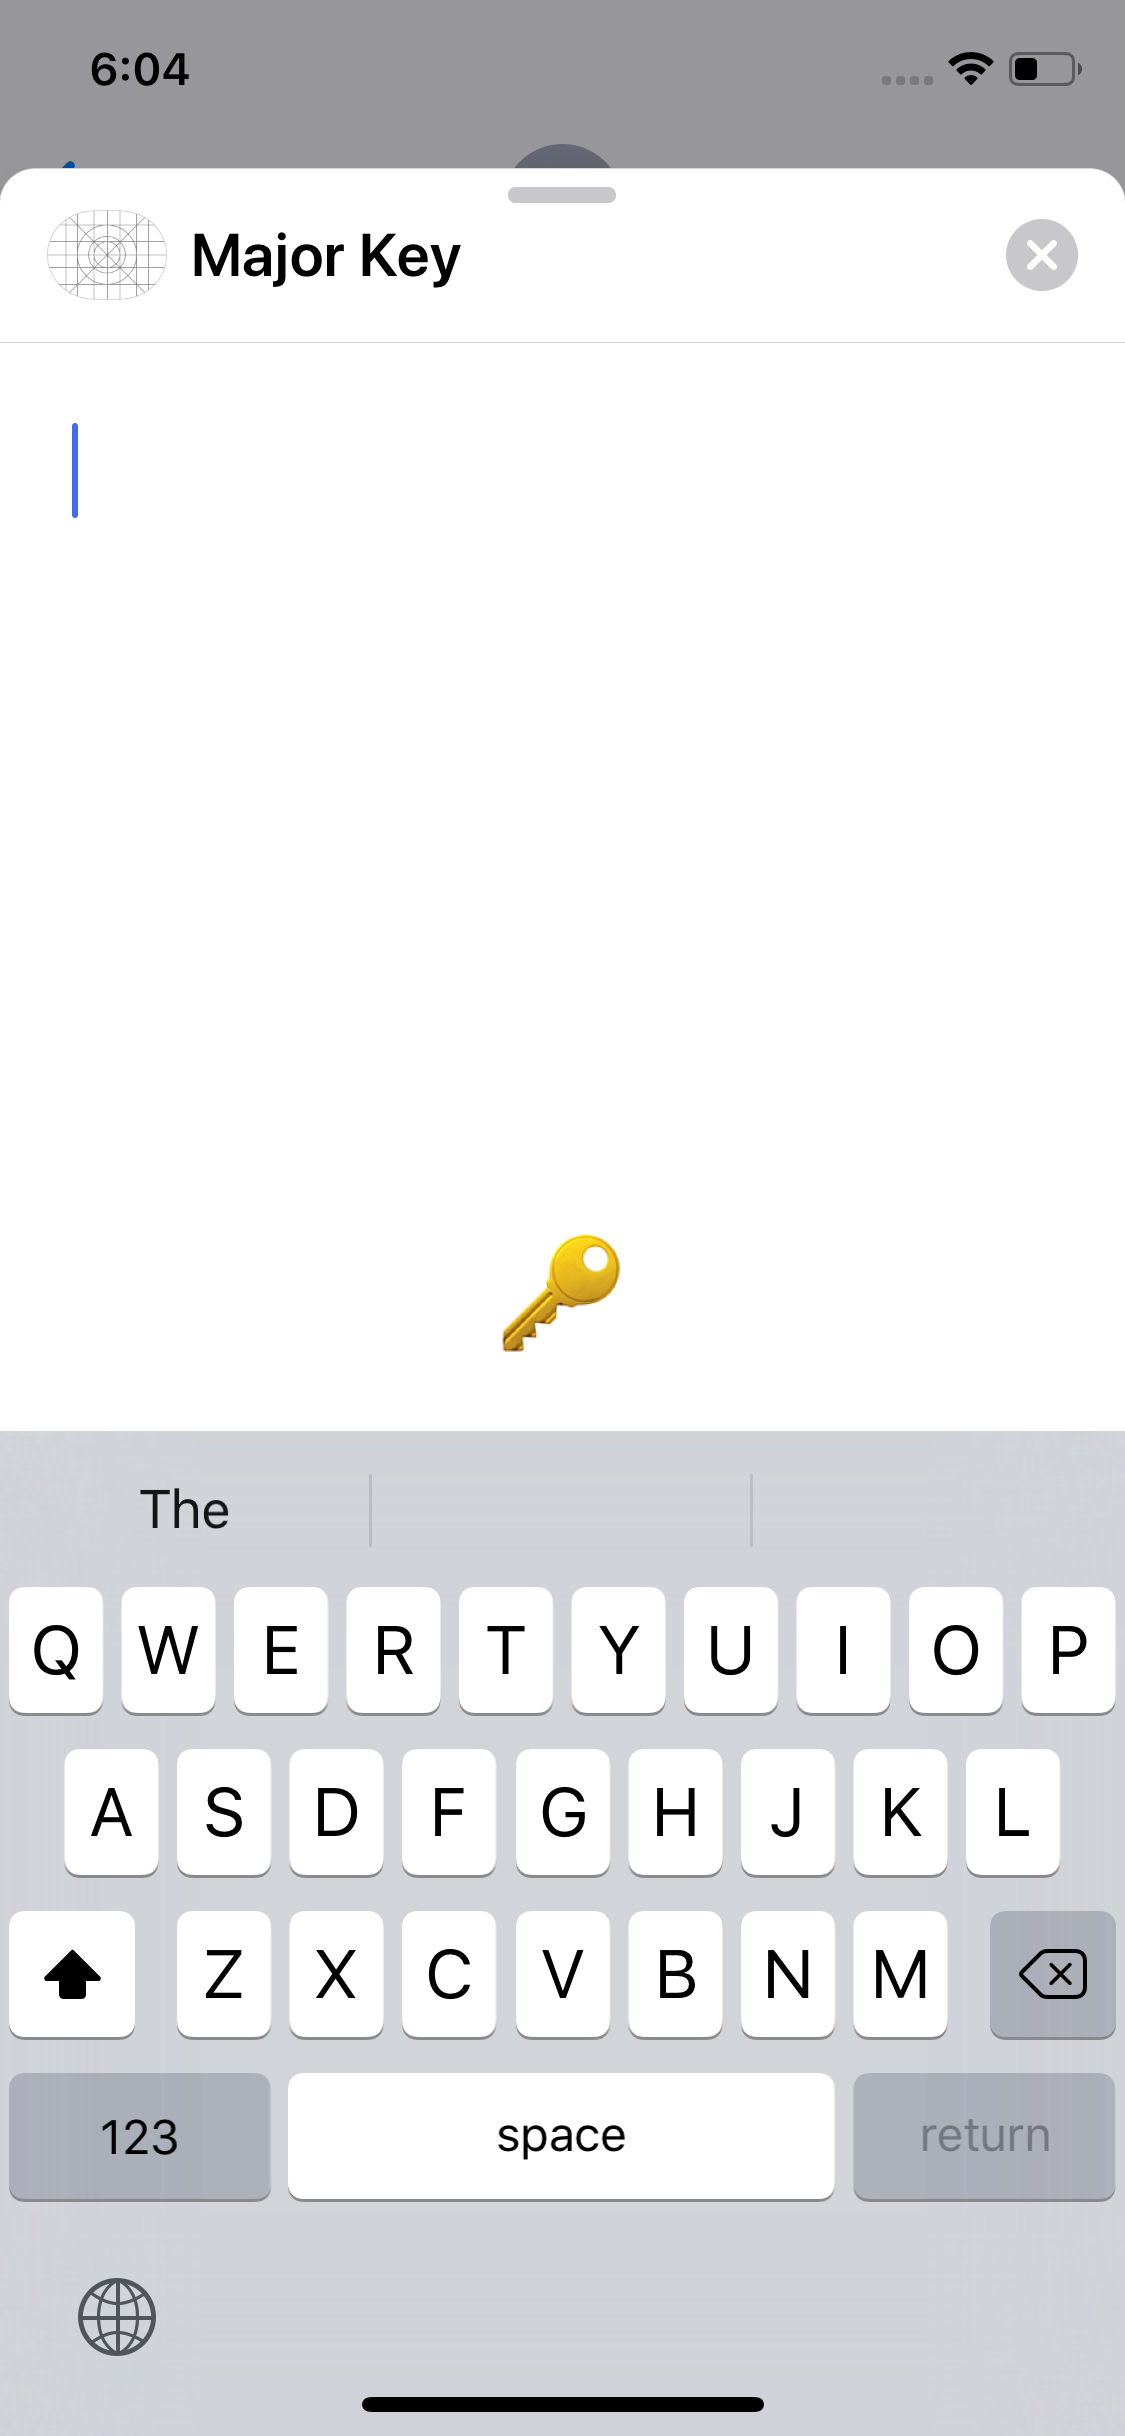 6:04
Major Key
The
Q W E R T Y U I O P
A S D F G H J K L
Z X C V B N M
123 space return